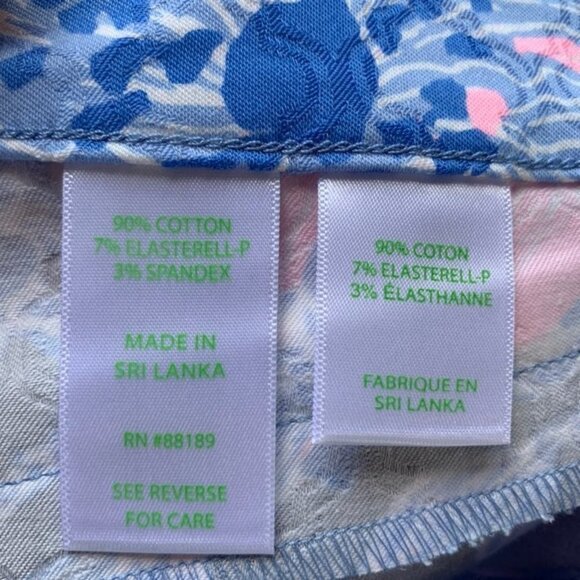 90% COTTON
7% ELASTERELL-P
3% SPANDEX
MADE IN
SRI LANKA
RN #88189
SEE REVERSE
FOR CARE
90% COTON
7% ELASTERELL-P
3% ÉLASTHANNE
FABRIQUE EN
SRI LANKA